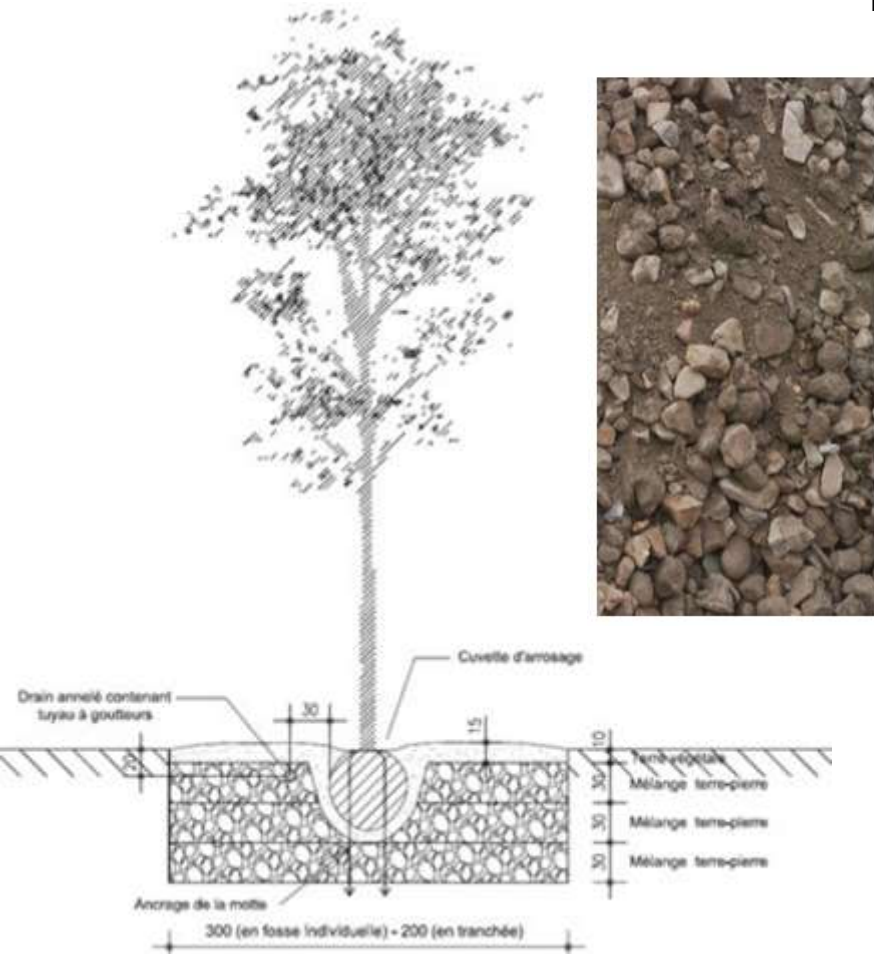 Cuvette d'arrosage
Drain annelé contenant
tuyau à goutteurs
30
15
10
20
Terre végétale
30
Mélange terre-pierre
30
Mélange terre-pierre
30
Mélange terre-pierre
Ancrage de la motte
300 (en fosse individuelle) - 200 (en tranchée)